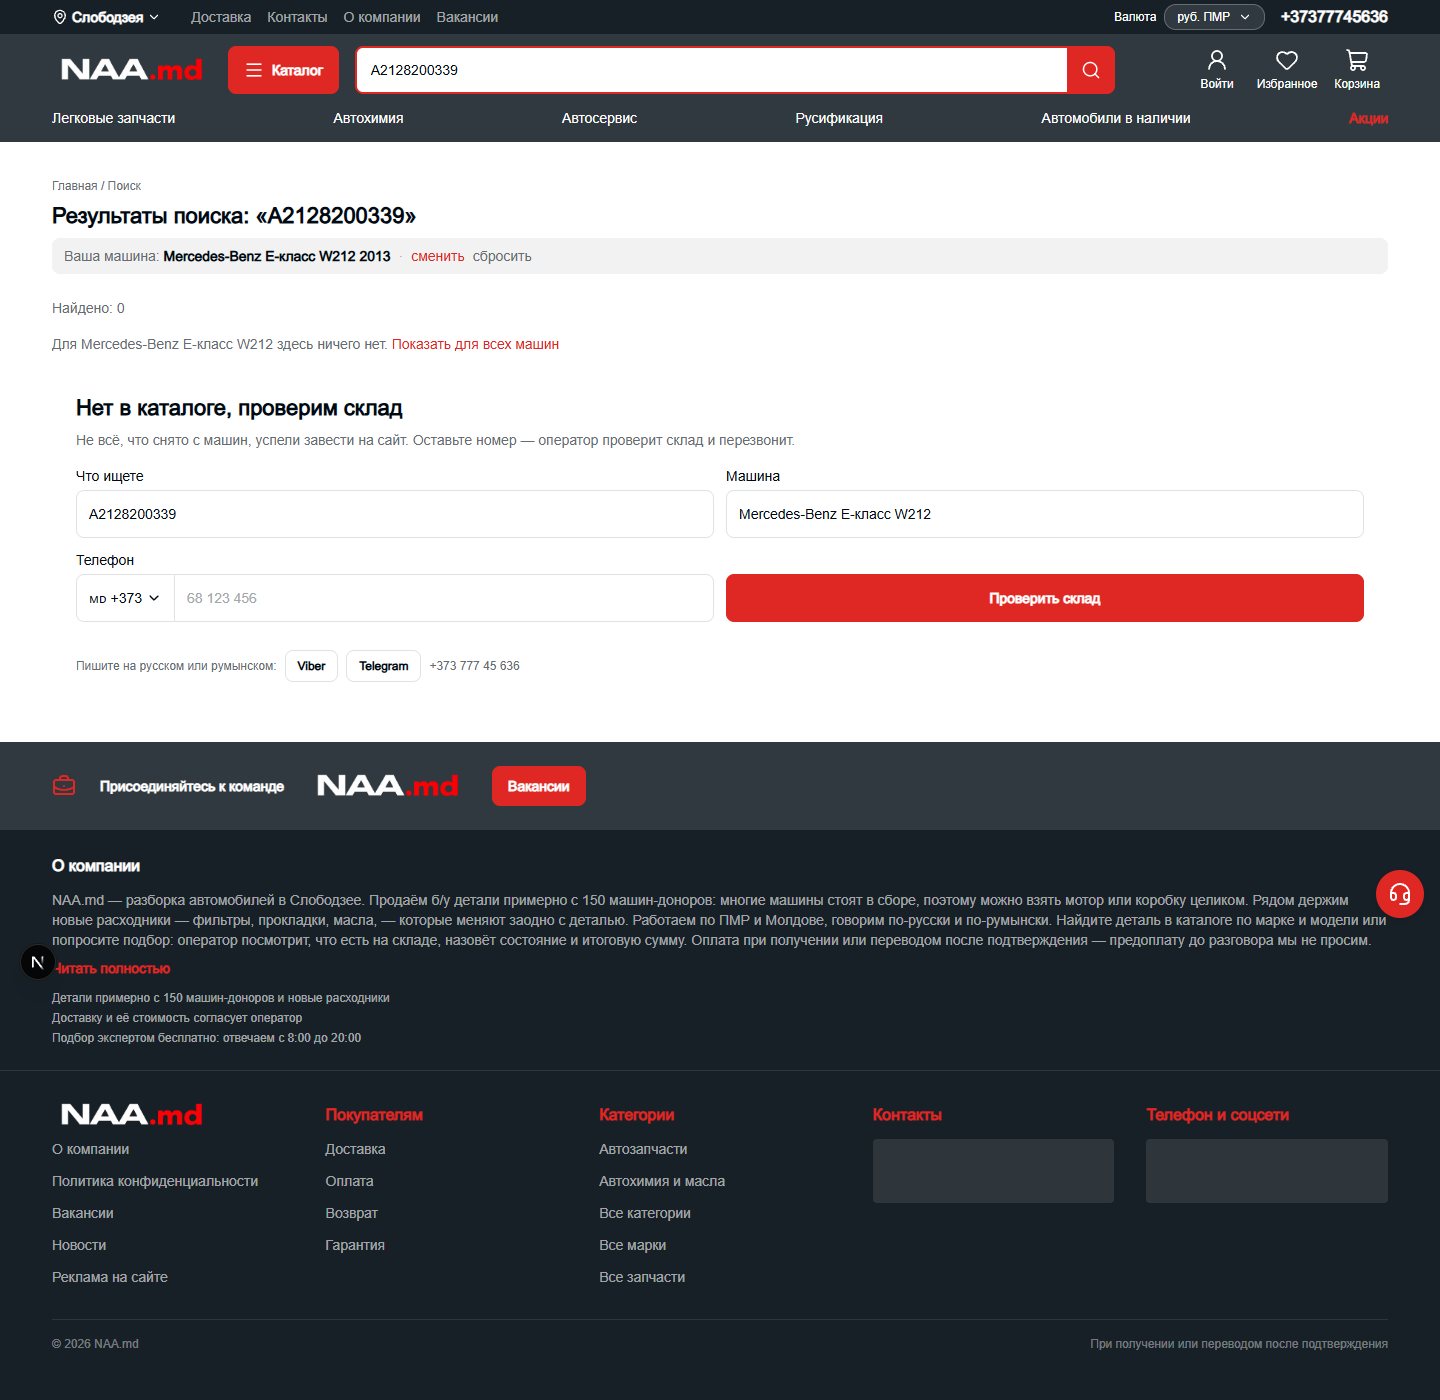 Слободзея
Доставка
Контакты
О компании
Вакансии
Валюта
руб. ПМР
+37377745636
NAA.md
Каталог
A2128200339
Войти
Избранное
Корзина
Легковые запчасти
Автохимия
Автосервис
Русификация
Автомобили в наличии
Акции
Главная / Поиск
Результаты поиска: «A2128200339»
Ваша машина: Mercedes-Benz E-класс W212 2013 · сменить сбросить
Найдено: 0
Для Mercedes-Benz E-класс W212 здесь ничего нет. Показать для всех машин
Нет в каталоге, проверим склад
Не всё, что снято с машин, успели завести на сайт. Оставьте номер — оператор проверит склад и перезвонит.
Что ищете
Машина
A2128200339
Mercedes-Benz E-класс W212
Телефон
MD +373
68 123 456
Проверить склад
Пишите на русском или румынском:
Viber
Telegram
+373 777 45 636
Присоединяйтесь к команде
NAA.md
Вакансии
О компании
NAA.md — разборка автомобилей в Слободзее. Продаём б/у детали примерно с 150 машин-доноров: многие машины стоят в сборе, поэтому можно взять мотор или коробку целиком. Рядом держим
новые расходники — фильтры, прокладки, масла, — которые меняют заодно с деталью. Работаем по ПМР и Молдове, говорим по-русски и по-румынски. Найдите деталь в каталоге по марке и модели или
попросите подбор: оператор посмотрит, что есть на складе, назовёт состояние и итоговую сумму. Оплата при получении или переводом после подтверждения — предоплату до разговора мы не просим.
N
Читать полностью
Детали примерно с 150 машин-доноров и новые расходники
Доставку и её стоимость согласует оператор
Подбор экспертом бесплатно: отвечаем с 8:00 до 20:00
NAA.md
О компании
Политика конфиденциальности
Вакансии
Новости
Реклама на сайте
Покупателям
Доставка
Оплата
Возврат
Гарантия
Категории
Автозапчасти
Автохимия и масла
Все категории
Все марки
Все запчасти
Контакты
Телефон и соцсети
© 2026 NAA.md
При получении или переводом после подтверждения